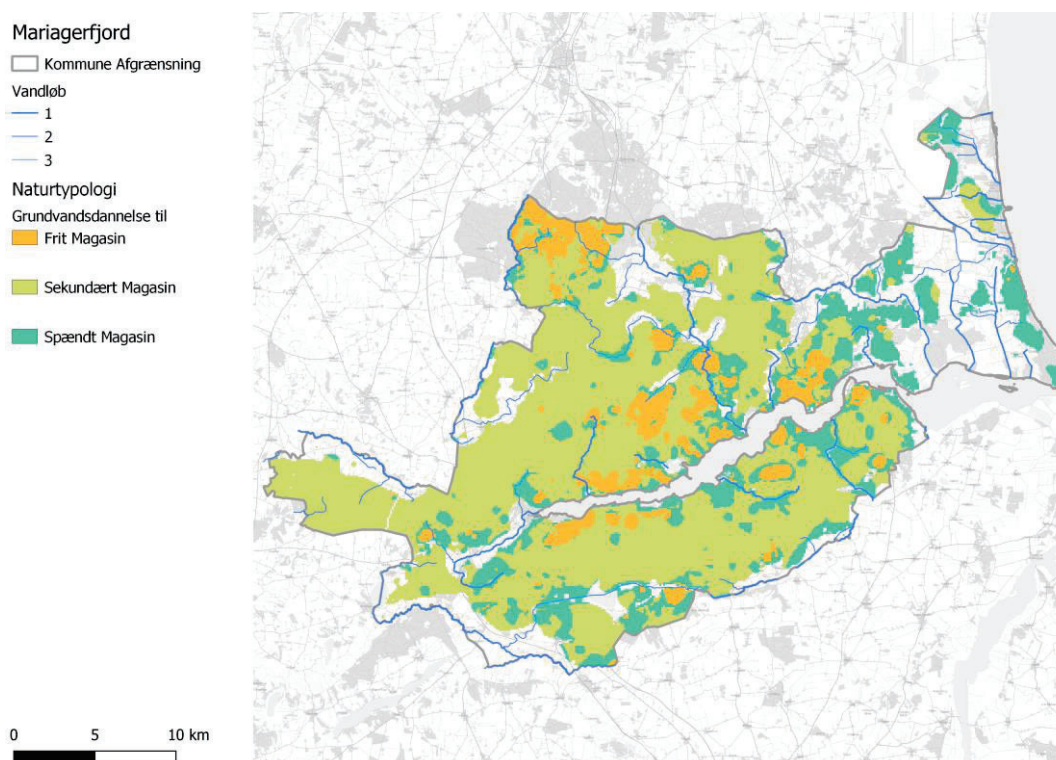 Mariagerfjord
Kommune Afgrænsning
Vandløb
1
2
3
Naturtypologi
Grundvandsdannelse til
Frit Magasin
Sekundært Magasin
Spændt Magasin
0 5 10 km